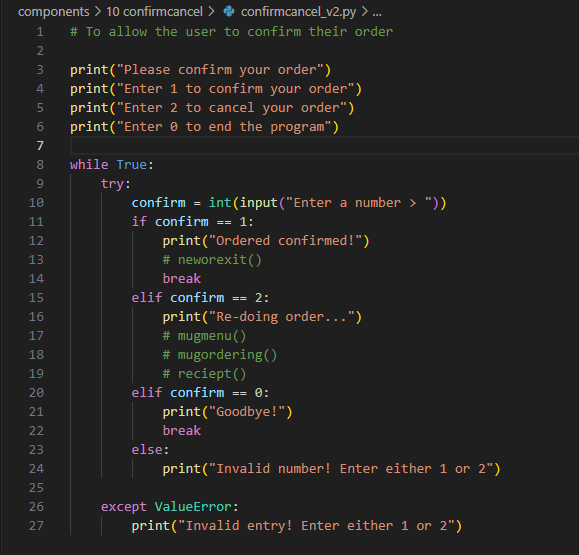 components > 10 confirmcancel > confirmcancel_v2.py > ...
1 # To allow the user to confirm their order
2
3 print("Please confirm your order")
4 print("Enter 1 to confirm your order")
5 print("Enter 2 to cancel your order")
6 print("Enter 0 to end the program")
7
8 while True:
9     try:
10         confirm = int(input("Enter a number > "))
11         if confirm == 1:
12             print("Ordered confirmed!")
13             # neworexit()
14             break
15         elif confirm == 2:
16             print("Re-doing order...")
17             # mugmenu()
18             # mugordering()
19             # reciept()
20         elif confirm == 0:
21             print("Goodbye!")
22             break
23         else:
24             print("Invalid number! Enter either 1 or 2")
25
26     except ValueError:
27         print("Invalid entry! Enter either 1 or 2")